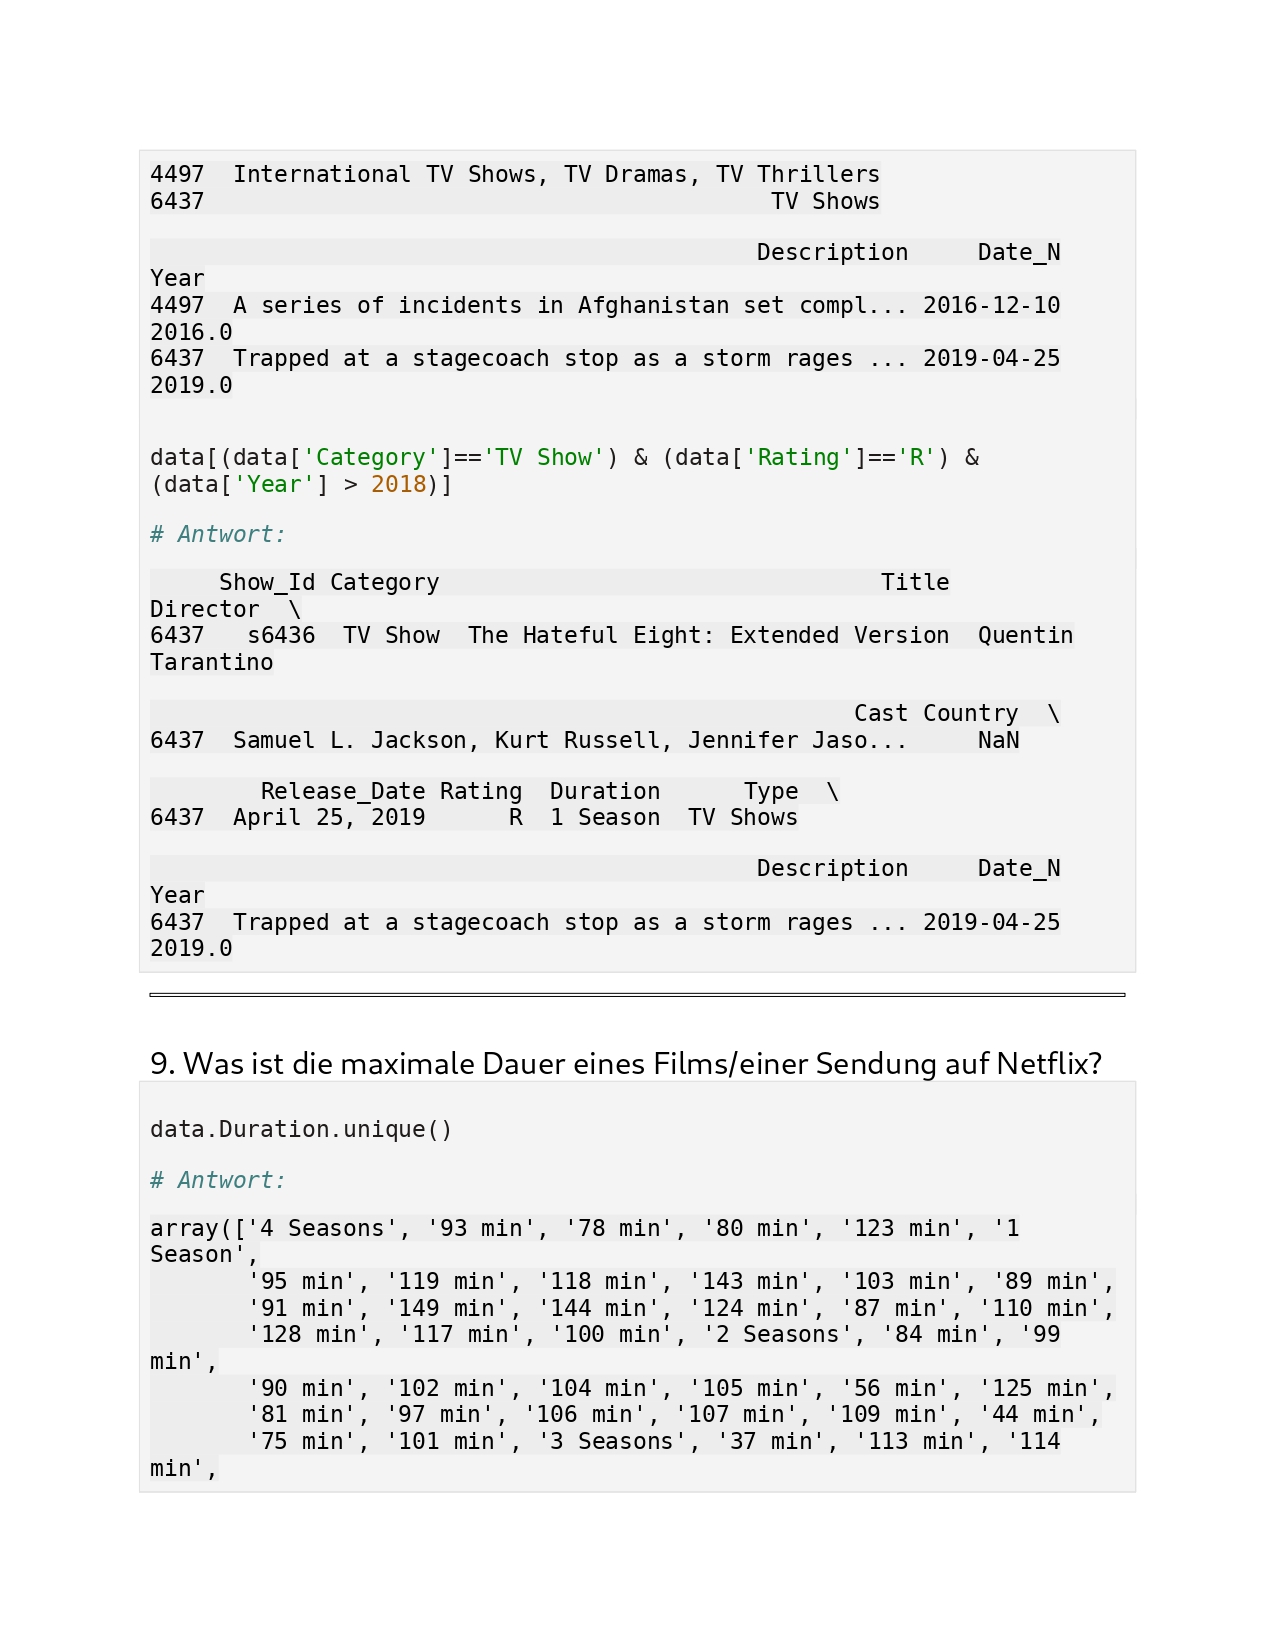 4497  International TV Shows, TV Dramas, TV Thrillers
6437                                         TV Shows

                                            Description     Date_N
Year
4497  A series of incidents in Afghanistan set compl... 2016-12-10
2016.0
6437  Trapped at a stagecoach stop as a storm rages ... 2019-04-25
2019.0

data[(data['Category']=='TV Show') & (data['Rating']=='R') &
(data['Year'] > 2018)]

# Antwort:

     Show_Id Category                                Title
Director  \
6437   s6436  TV Show  The Hateful Eight: Extended Version  Quentin
Tarantino

                                                   Cast Country  \
6437  Samuel L. Jackson, Kurt Russell, Jennifer Jaso...     NaN

        Release_Date Rating  Duration      Type  \
6437  April 25, 2019      R  1 Season  TV Shows

                                            Description     Date_N
Year
6437  Trapped at a stagecoach stop as a storm rages ... 2019-04-25
2019.0

9. Was ist die maximale Dauer eines Films/einer Sendung auf Netflix?

data.Duration.unique()

# Antwort:

array(['4 Seasons', '93 min', '78 min', '80 min', '123 min', '1
Season',
       '95 min', '119 min', '118 min', '143 min', '103 min', '89 min',
       '91 min', '149 min', '144 min', '124 min', '87 min', '110 min',
       '128 min', '117 min', '100 min', '2 Seasons', '84 min', '99
min',
       '90 min', '102 min', '104 min', '105 min', '56 min', '125 min',
       '81 min', '97 min', '106 min', '107 min', '109 min', '44 min',
       '75 min', '101 min', '3 Seasons', '37 min', '113 min', '114
min',